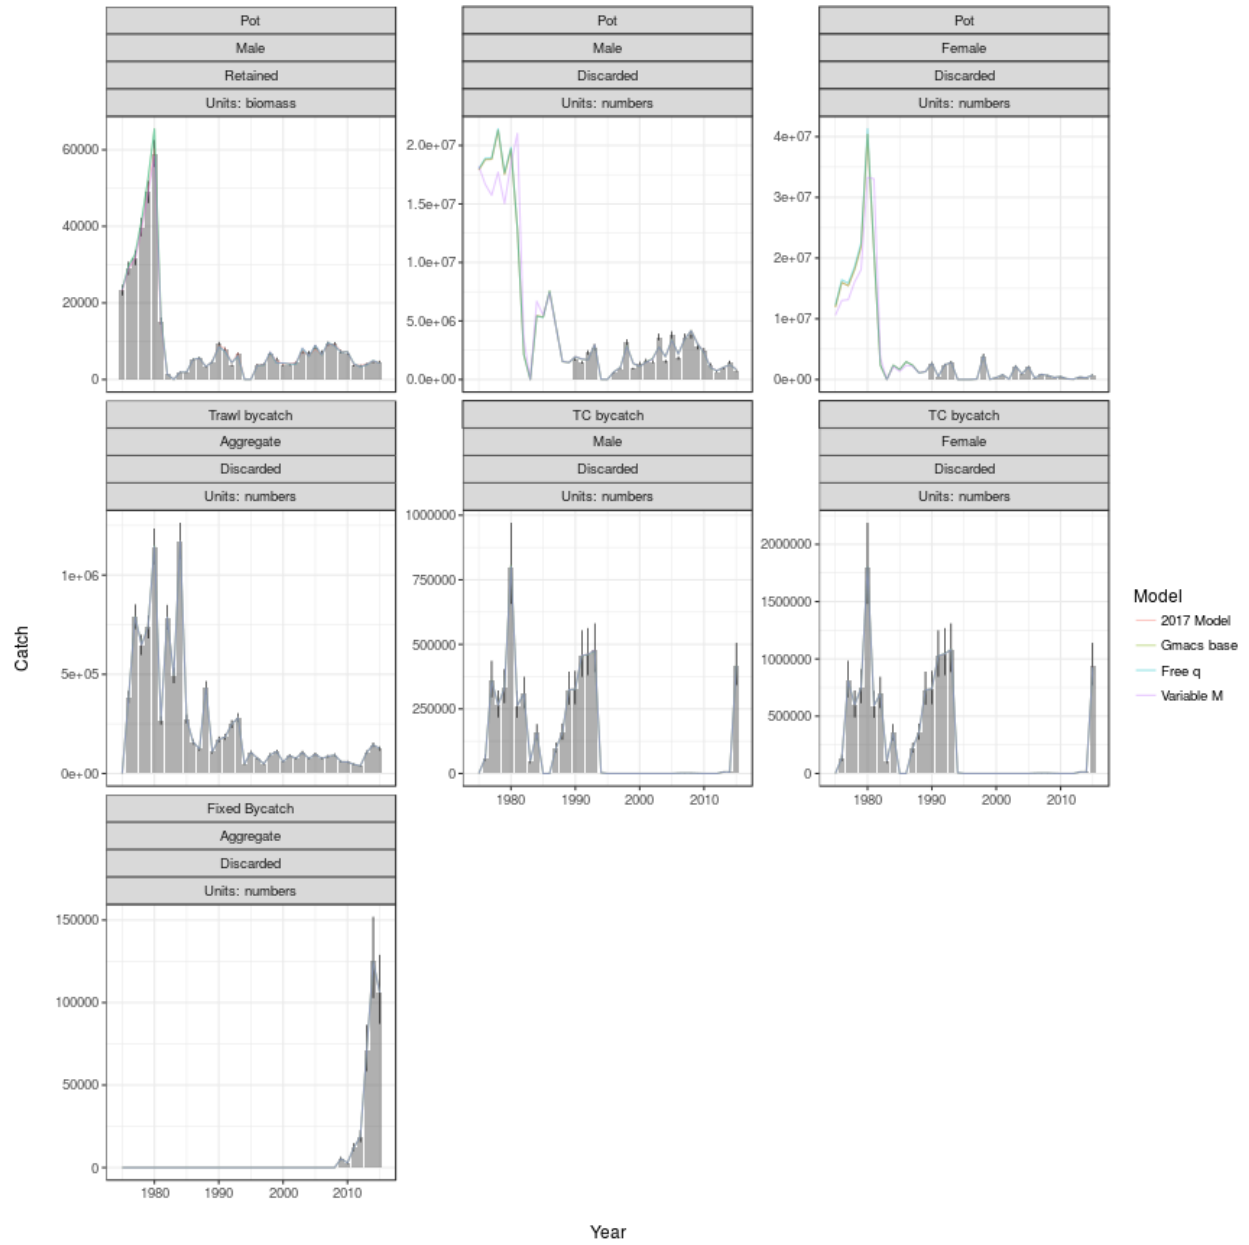 Pot Pot Pot
Male Male Female
Retained Discarded Discarded
Units: biomass Units: numbers Units: numbers
60000
40000
20000
0
2.0e+07
1.5e+07
1.0e+07
5.0e+06
0.0e+00
4e+07
3e+07
2e+07
1e+07
0e+00
Trawl bycatch TC bycatch TC bycatch
Aggregate Male Female
Discarded Discarded Discarded
Units: numbers Units: numbers Units: numbers
1e+06
5e+05
0e+00
1000000
750000
500000
250000
0
1980 1990 2000 2010
2000000
1500000
1000000
500000
0
1980 1990 2000 2010
Fixed Bycatch
Aggregate
Discarded
Units: numbers
150000
100000
50000
0
1980 1990 2000 2010
Catch
Year
Model
2017 Model
Gmacs base
Free q
Variable M